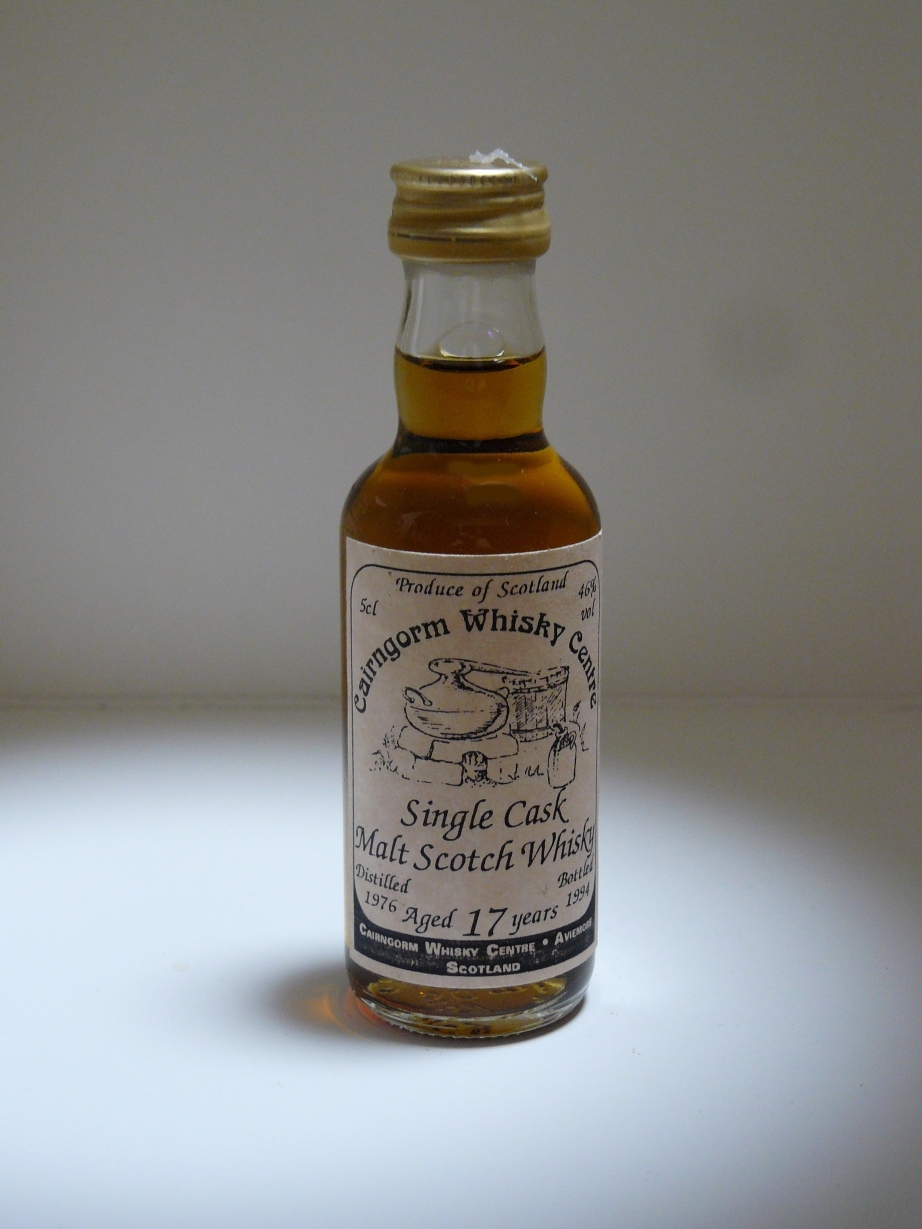 Produce of Scotland
5cl
46%
vol
Cairngorm Whisky Centre
Single Cask
Malt Scotch Whisky
Distilled
1976
Bottled
1994
Aged 17 years
CAIRNGORM WHISKY CENTRE • AVIEMORE
SCOTLAND